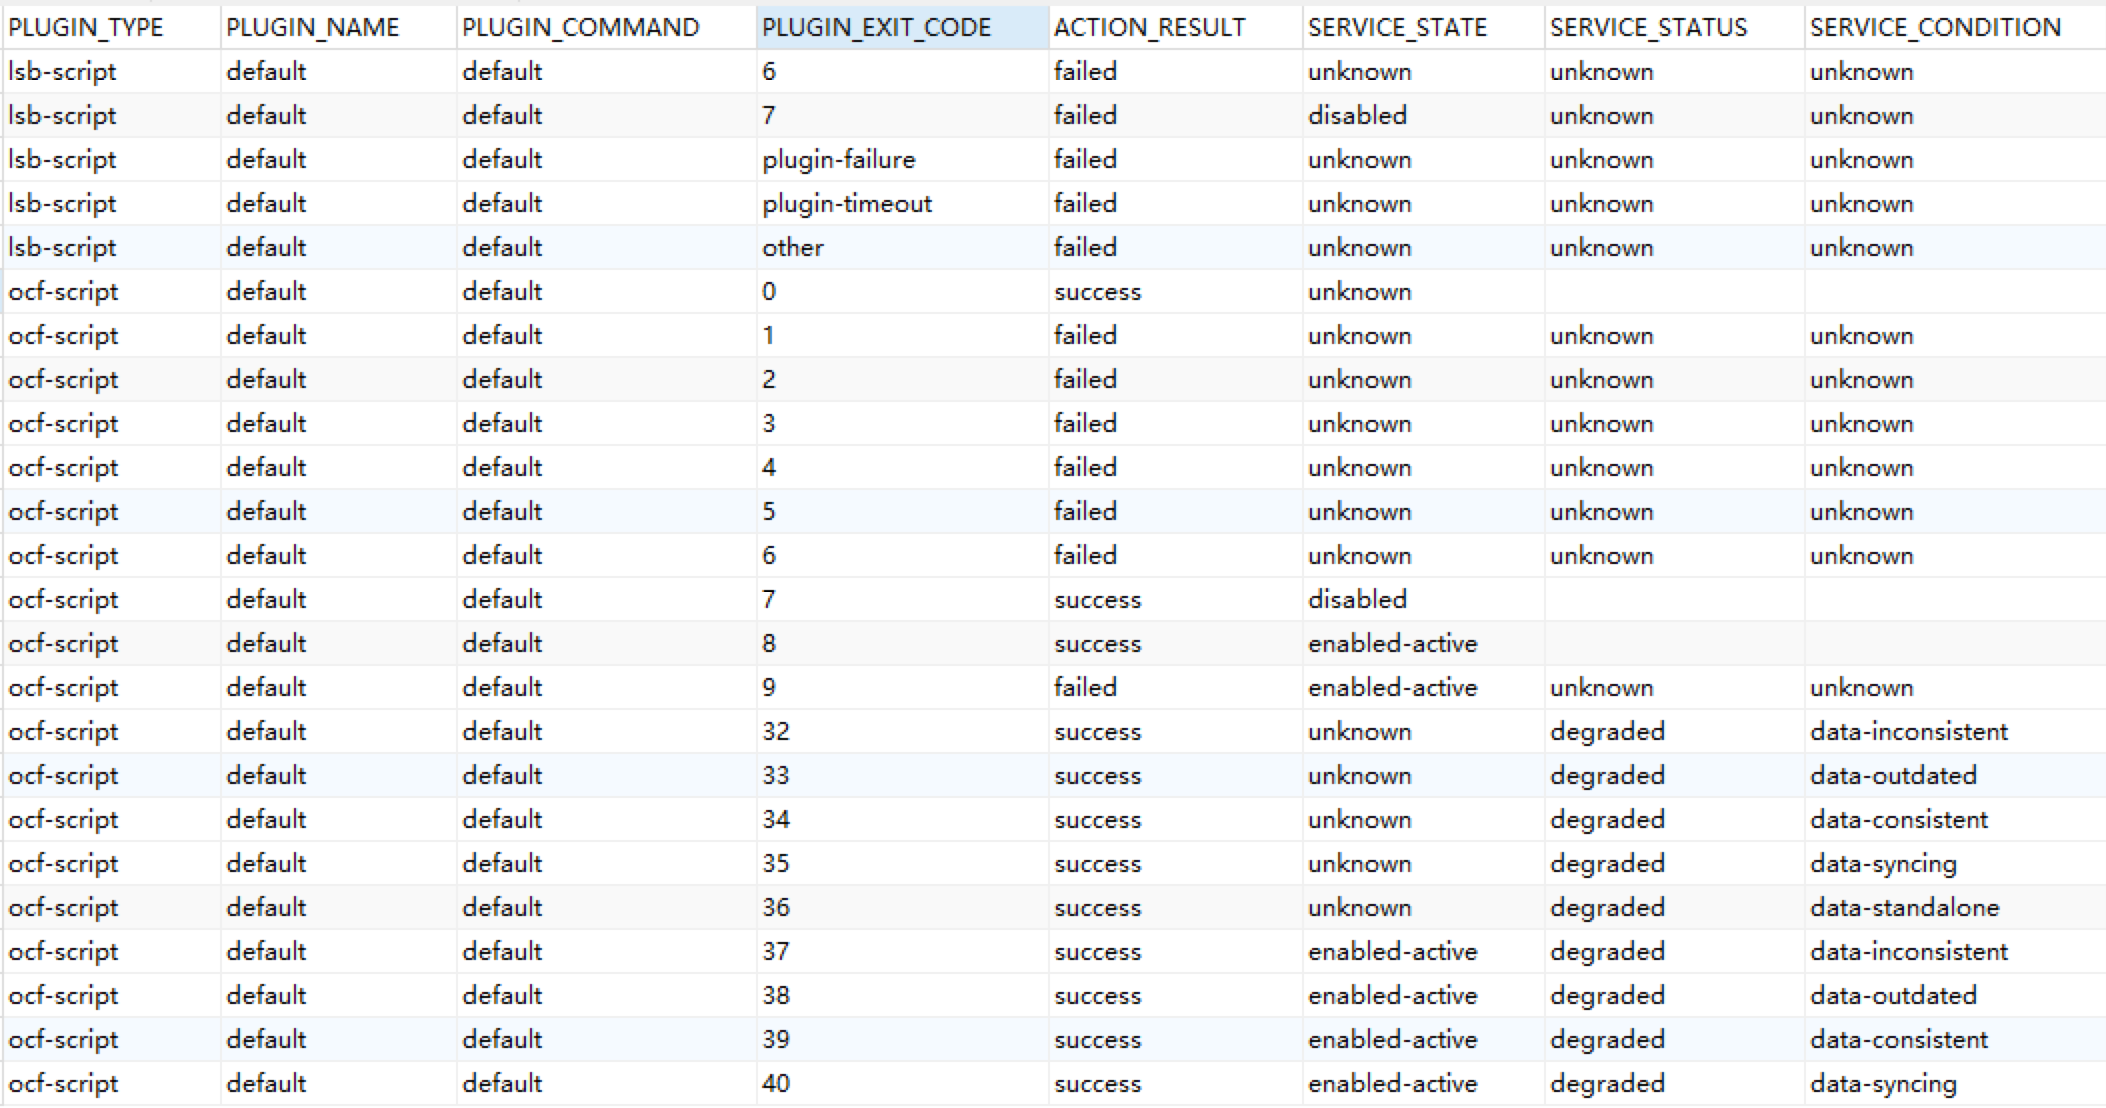 PLUGIN_TYPE PLUGIN_NAME PLUGIN_COMMAND PLUGIN_EXIT_CODE ACTION_RESULT SERVICE_STATE SERVICE_STATUS SERVICE_CONDITION
lsb-script default default 6 failed unknown unknown unknown
lsb-script default default 7 failed disabled unknown unknown
lsb-script default default plugin-failure failed unknown unknown unknown
lsb-script default default plugin-timeout failed unknown unknown unknown
lsb-script default default other failed unknown unknown unknown
ocf-script default default 0 success unknown
ocf-script default default 1 failed unknown unknown unknown
ocf-script default default 2 failed unknown unknown unknown
ocf-script default default 3 failed unknown unknown unknown
ocf-script default default 4 failed unknown unknown unknown
ocf-script default default 5 failed unknown unknown unknown
ocf-script default default 6 failed unknown unknown unknown
ocf-script default default 7 success disabled
ocf-script default default 8 success enabled-active
ocf-script default default 9 failed enabled-active unknown unknown
ocf-script default default 32 success unknown degraded data-inconsistent
ocf-script default default 33 success unknown degraded data-outdated
ocf-script default default 34 success unknown degraded data-consistent
ocf-script default default 35 success unknown degraded data-syncing
ocf-script default default 36 success unknown degraded data-standalone
ocf-script default default 37 success enabled-active degraded data-inconsistent
ocf-script default default 38 success enabled-active degraded data-outdated
ocf-script default default 39 success enabled-active degraded data-consistent
ocf-script default default 40 success enabled-active degraded data-syncing